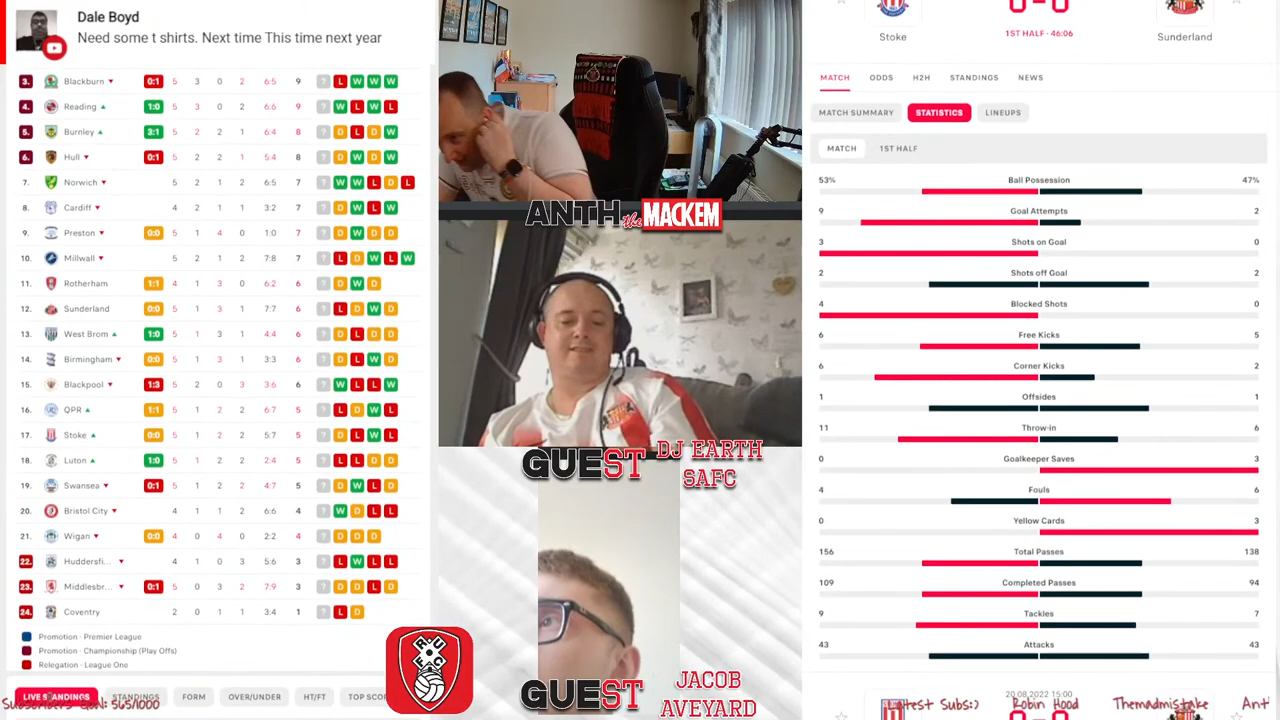 Dale Boyd
Need some t shirts. Next time This time next year
3. Blackburn 0:1 5 3 0 2 6:5 9 ? L W W W
4. Reading 1:0 5 3 0 2 6:6 9 ? W W L L
5. Burnley 3:1 5 2 2 1 6:4 8 ? D L D W
6. Hull 0:1 5 2 2 1 5:4 8 ? D W D W
7. Norwich 5 2 1 2 6:5 7 ? W W L D L
8. Cardiff 4 2 1 1 3:2 7 ? D W L W
9. Preston 0:0 5 1 4 0 1:0 7 ? D W D D
10. Millwall 5 2 1 2 7:8 7 ? L D W L W
11. Rotherham 1:1 4 1 3 0 6:2 6 ? D W D
12. Sunderland 0:0 5 1 3 1 7:7 6 ? L D W D
13. West Brom 1:0 5 1 3 1 4:4 6 ? D L D D
14. Birmingham 0:0 5 1 3 1 3:3 6 ? D L W D
15. Blackpool 1:3 5 2 0 3 3:6 6 ? W L L W
16. QPR 1:1 5 1 2 2 6:7 5 ? L D W L
17. Stoke 0:0 5 1 2 2 5:7 5 ? L D W L
18. Luton 1:0 5 1 2 2 2:4 5 ? L L D D
19. Swansea 0:1 5 1 2 2 4:7 5 ? D W L D
20. Bristol City 4 1 1 2 6:6 4 ? W D L L
21. Wigan 0:0 4 0 4 0 2:2 4 ? D D D
22. Huddersfi... 4 1 0 3 5:6 3 ? L W L L
23. Middlesbr... 0:1 5 0 3 2 7:9 3 ? D D L D
24. Coventry 2 0 1 1 3:4 1 ? L D
Promotion - Premier League
Promotion - Championship (Play Offs)
Relegation - League One
LIVE STANDINGS STANDINGS FORM OVER/UNDER HT/FT TOP SCO
Subscribers Goal: 565/1000
ANTH the MACKEM
GUEST DJ EARTH
SAFC
GUEST JACOB
AVEYARD
0-0
Stoke 1ST HALF - 46:06 Sunderland
MATCH ODDS H2H STANDINGS NEWS
MATCH SUMMARY STATISTICS LINEUPS
MATCH 1ST HALF
53% Ball Possession 47%
9 Goal Attempts 2
3 Shots on Goal 0
2 Shots off Goal 2
4 Blocked Shots 0
6 Free Kicks 5
6 Corner Kicks 2
1 Offsides 1
11 Throw-in 6
0 Goalkeeper Saves 3
4 Fouls 6
0 Yellow Cards 3
156 Total Passes 138
109 Completed Passes 94
9 Tackles 7
43 Attacks 43
20.08.2022 15:00
atest Subs:) Robin Hood Themadmistake Ant